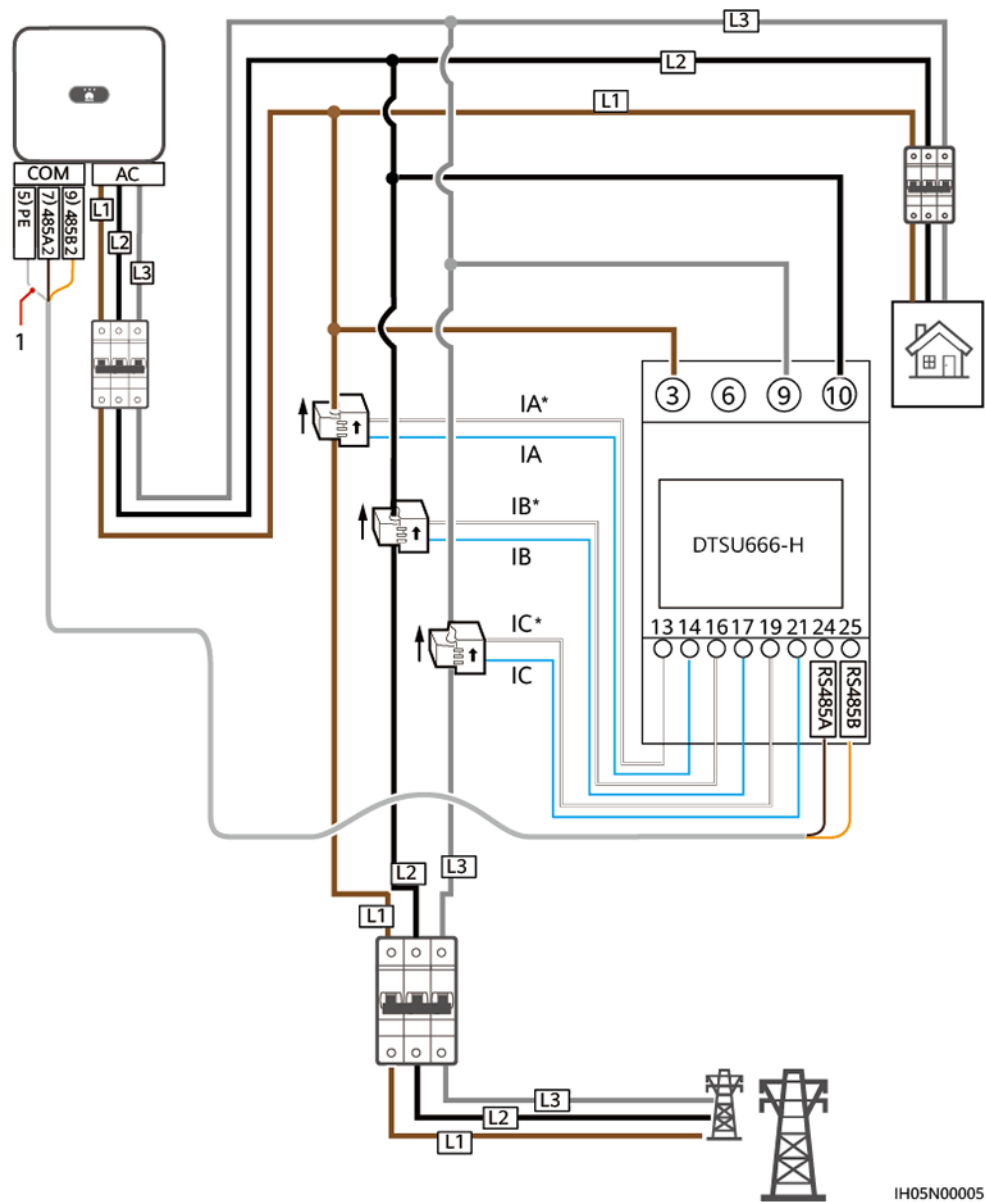 L3
L2
L1
COM
AC
5) PE
7) 485A2
9) 485B2
L1
L2
L3
1
3
6
9
10
IA*
IA
IB*
IB
IC*
IC
DTSU666-H
13 14 16 17 19 21 24 25
RS485A
RS485B
L2
L3
L1
L3
L2
L1
IH05N00005